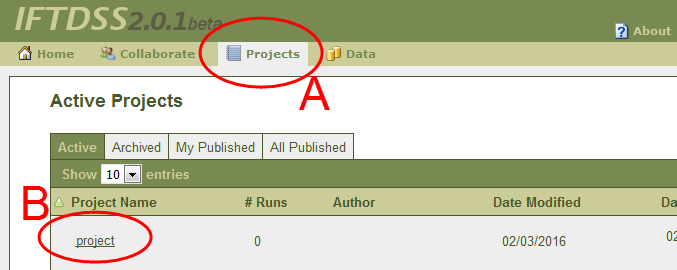 IFTDSS2.0.1beta
About
Home Collaborate Projects Data
A
Active Projects
Active Archived My Published All Published
Show 10 entries
B
Project Name # Runs Author Date Modified Da
project 0 02/03/2016 02